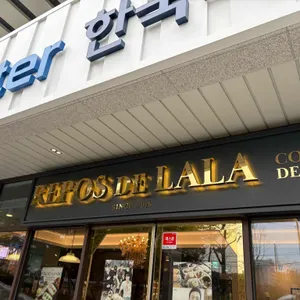 ter 한국
REPOS DE LALA
CO
DE